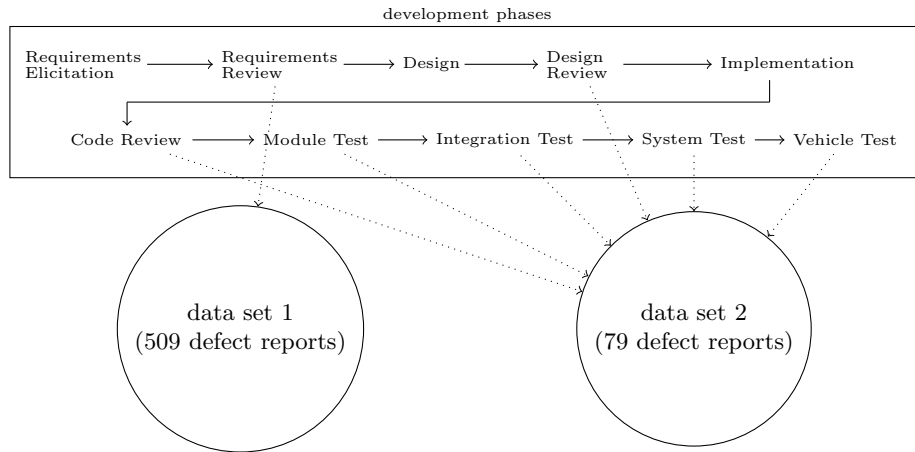 development phases
Requirements
Elicitation
Requirements
Review
Design
Design
Review
Implementation
Code Review
Module Test
Integration Test
System Test
Vehicle Test
data set 1
(509 defect reports)
data set 2
(79 defect reports)